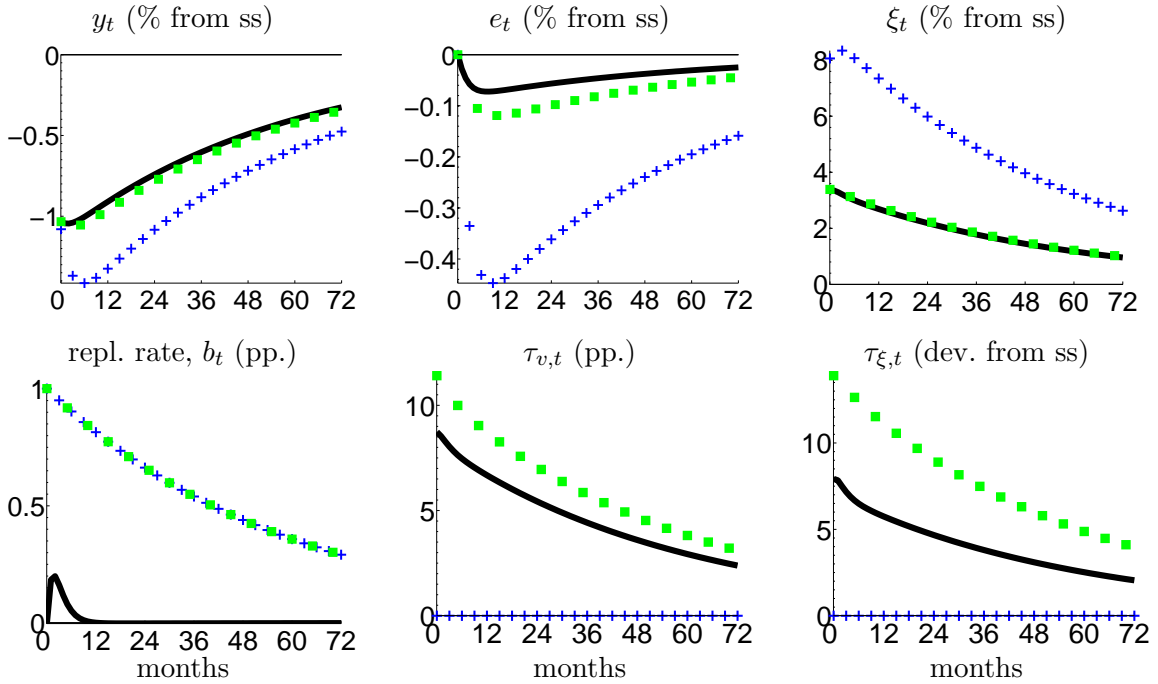 y_t (% from ss)
e_t (% from ss)
ξ_t (% from ss)
0
−0.5
−1
0 12 24 36 48 60 72
0
−0.1
−0.2
−0.3
−0.4
0 12 24 36 48 60 72
8
6
4
2
0
0 12 24 36 48 60 72
repl. rate, b_t (pp.)
τ_{v,t} (pp.)
τ_{ξ,t} (dev. from ss)
1
0.5
0
0 12 24 36 48 60 72
months
10
5
0
0 12 24 36 48 60 72
months
10
5
0
0 12 24 36 48 60 72
months